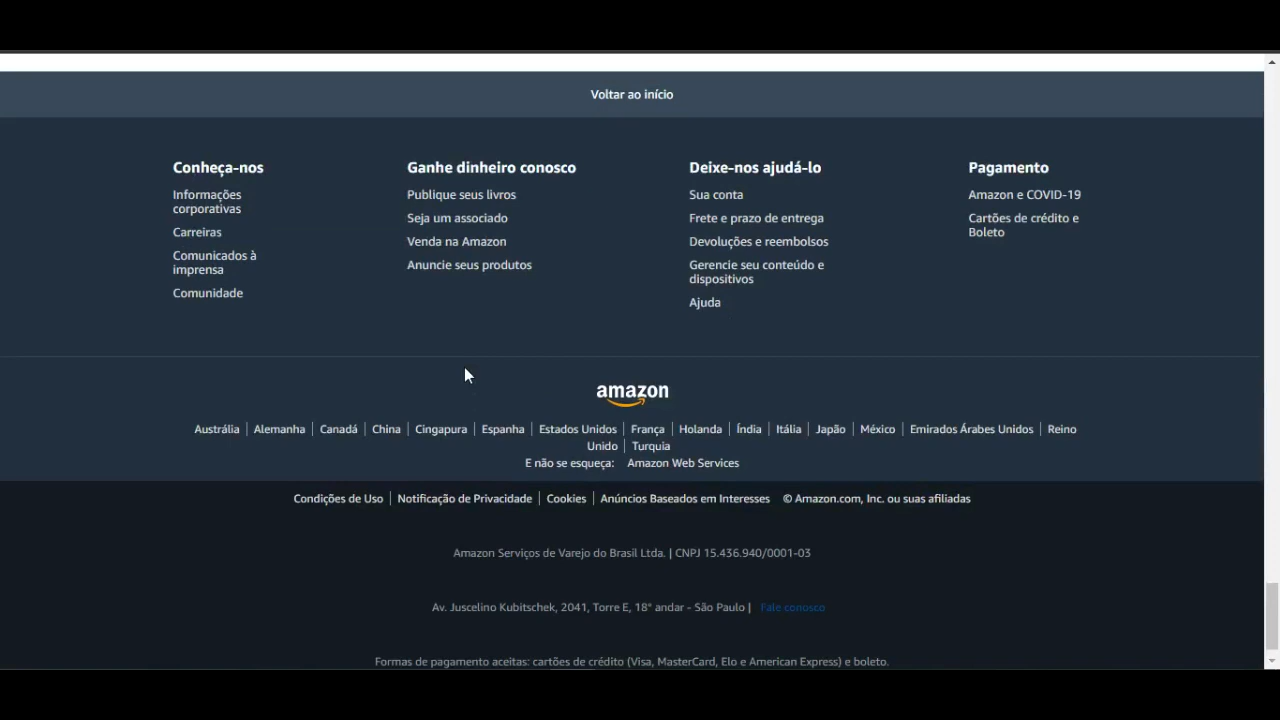 Voltar ao início
Conheça-nos
Informações
corporativas
Carreiras
Comunicados à
imprensa
Comunidade
Ganhe dinheiro conosco
Publique seus livros
Seja um associado
Venda na Amazon
Anuncie seus produtos
Deixe-nos ajudá-lo
Sua conta
Frete e prazo de entrega
Devoluções e reembolsos
Gerencie seu conteúdo e
dispositivos
Ajuda
Pagamento
Amazon e COVID-19
Cartões de crédito e
Boleto
amazon
Austrália | Alemanha | Canadá | China | Cingapura | Espanha | Estados Unidos | França | Holanda | Índia | Itália | Japão | México | Emirados Árabes Unidos | Reino
Unido | Turquia
E não se esqueça: Amazon Web Services
Condições de Uso | Notificação de Privacidade | Cookies | Anúncios Baseados em Interesses © Amazon.com, Inc. ou suas afiliadas
Amazon Serviços de Varejo do Brasil Ltda. | CNPJ 15.436.940/0001-03
Av. Juscelino Kubitschek, 2041, Torre E, 18° andar - São Paulo | Fale conosco
Formas de pagamento aceitas: cartões de crédito (Visa, MasterCard, Elo e American Express) e boleto.